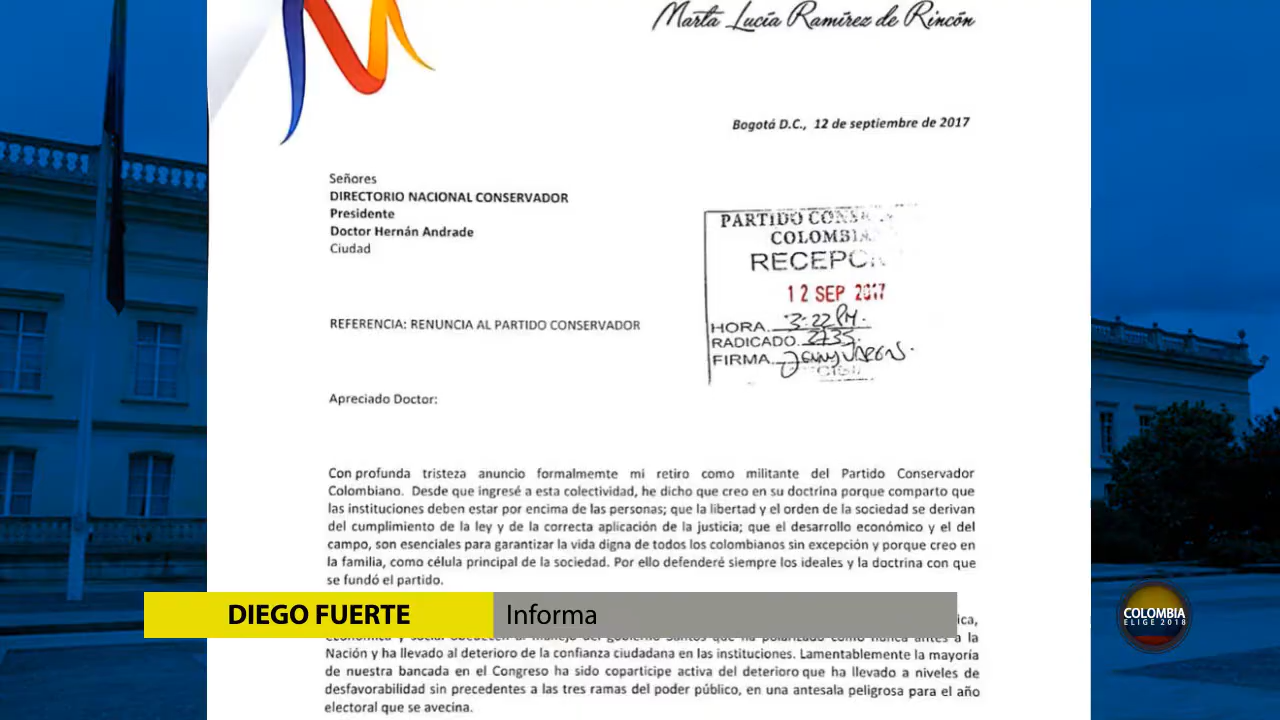 Marta Lucía Ramírez de Rincón
Bogotá D.C., 12 de septiembre de 2017
Señores
DIRECTORIO NACIONAL CONSERVADOR
Presidente
Doctor Hernán Andrade
Ciudad
PARTIDO
COLOMBIA
12 SEP 2017
HORA. 3:22 PM.
RADICADO. 2735.
FIRMA.
REFERENCIA: RENUNCIA AL PARTIDO CONSERVADOR
Apreciado Doctor:
Con profunda tristeza anuncio formalmemte mi retiro como militante del Partido Conservador
Colombiano. Desde que ingresé a esta colectividad, he dicho que creo en su doctrina porque comparto que
las instituciones deben estar por encima de las personas; que la libertad y el orden de la sociedad se derivan
del cumplimiento de la ley y de la correcta aplicación de la justicia; que el desarrollo económico y el del
campo, son esenciales para garantizar la vida digna de todos los colombianos sin excepción y porque creo en
la familia, como célula principal de la sociedad. Por ello defenderé siempre los ideales y la doctrina con que
se fundó el partido.
DIEGO FUERTE Informa
COLOMBIA
ELIGE 2018
antes a la
Nación y ha llevado al deterioro de la confianza ciudadana en las instituciones. Lamentablemente la mayoría
de nuestra bancada en el Congreso ha sido coparticipe activa del deterioro que ha llevado a niveles de
desfavorabilidad sin precedentes a las tres ramas del poder público, en una antesala peligrosa para el año
electoral que se avecina.